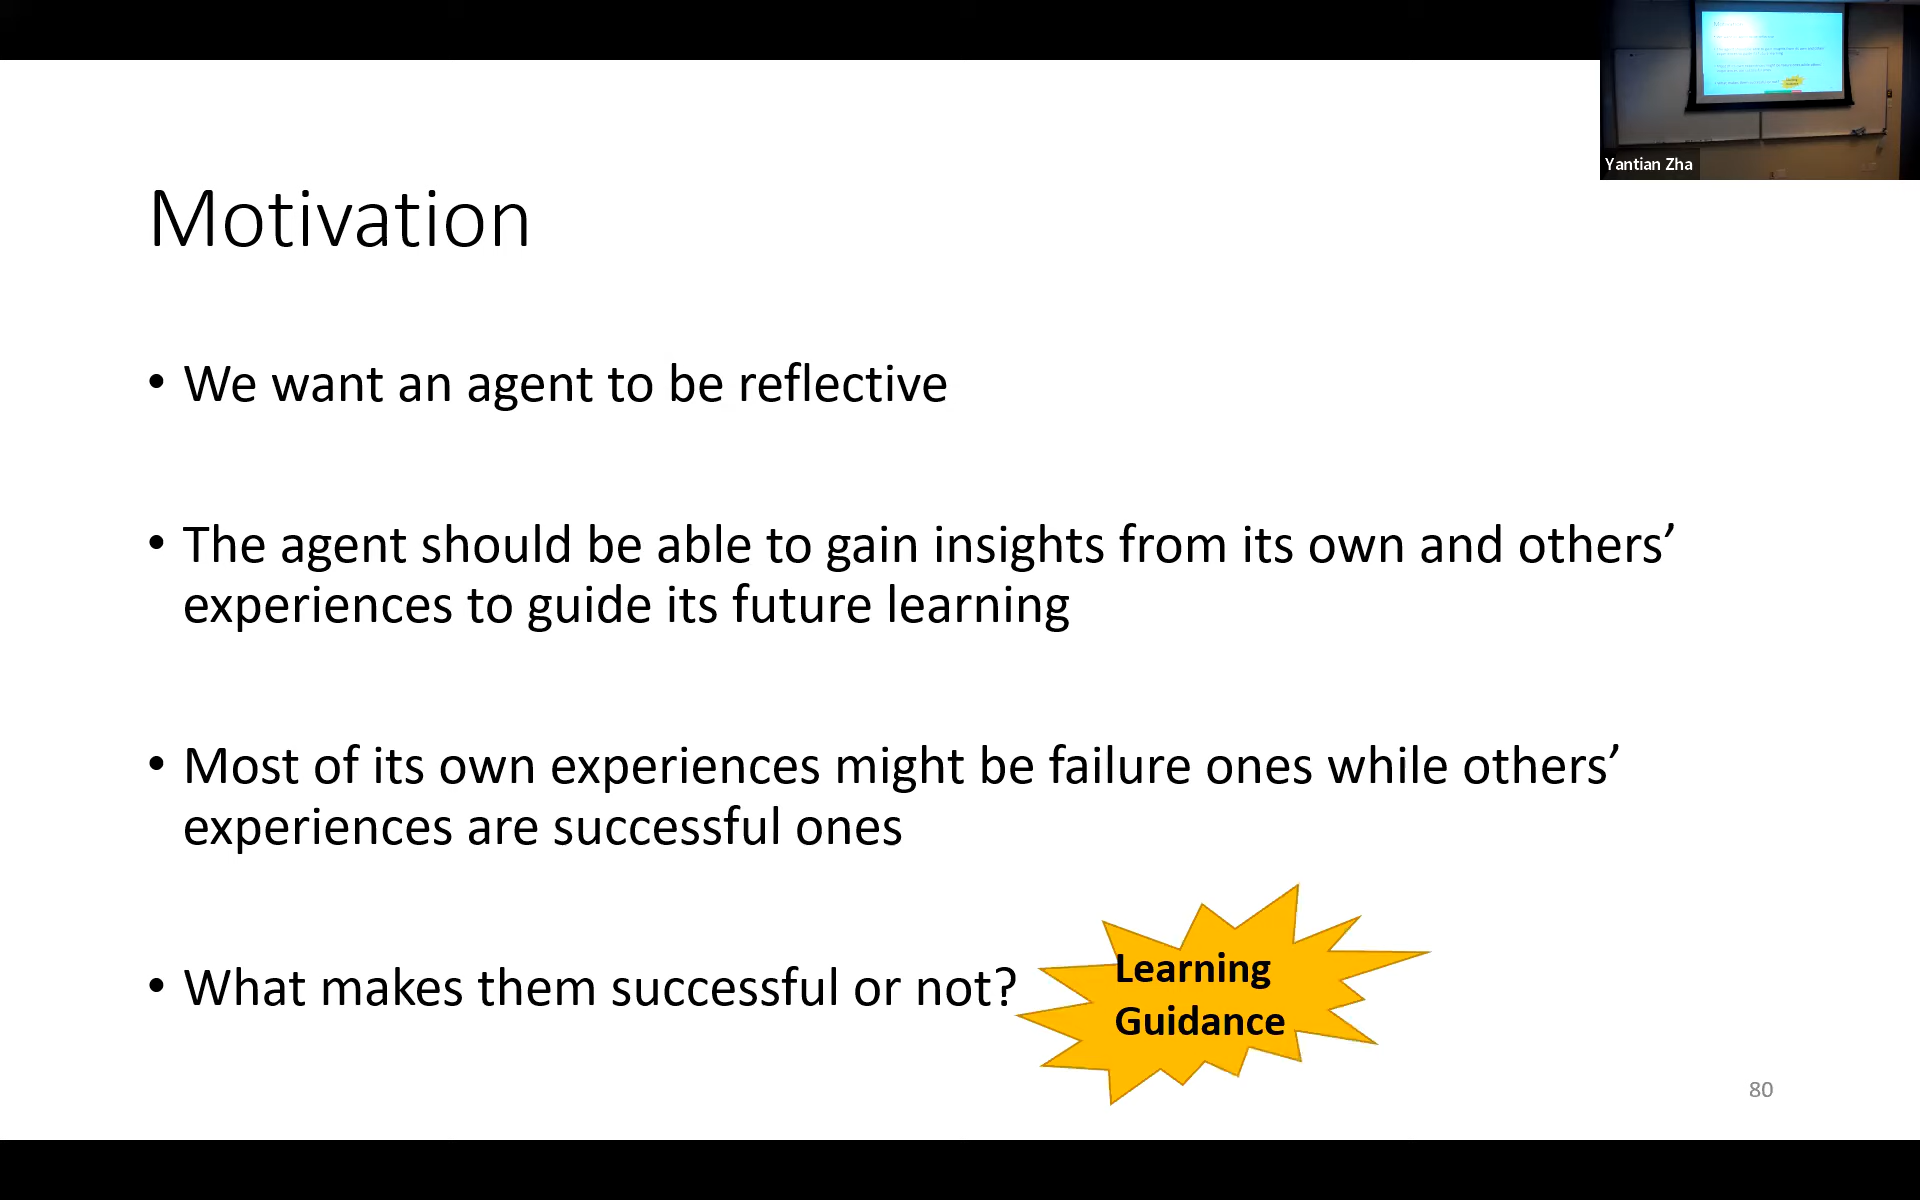 Yantian Zha
Motivation
• We want an agent to be reflective
• The agent should be able to gain insights from its own and others’
experiences to guide its future learning
• Most of its own experiences might be failure ones while others’
experiences are successful ones
• What makes them successful or not?
Learning
Guidance
80